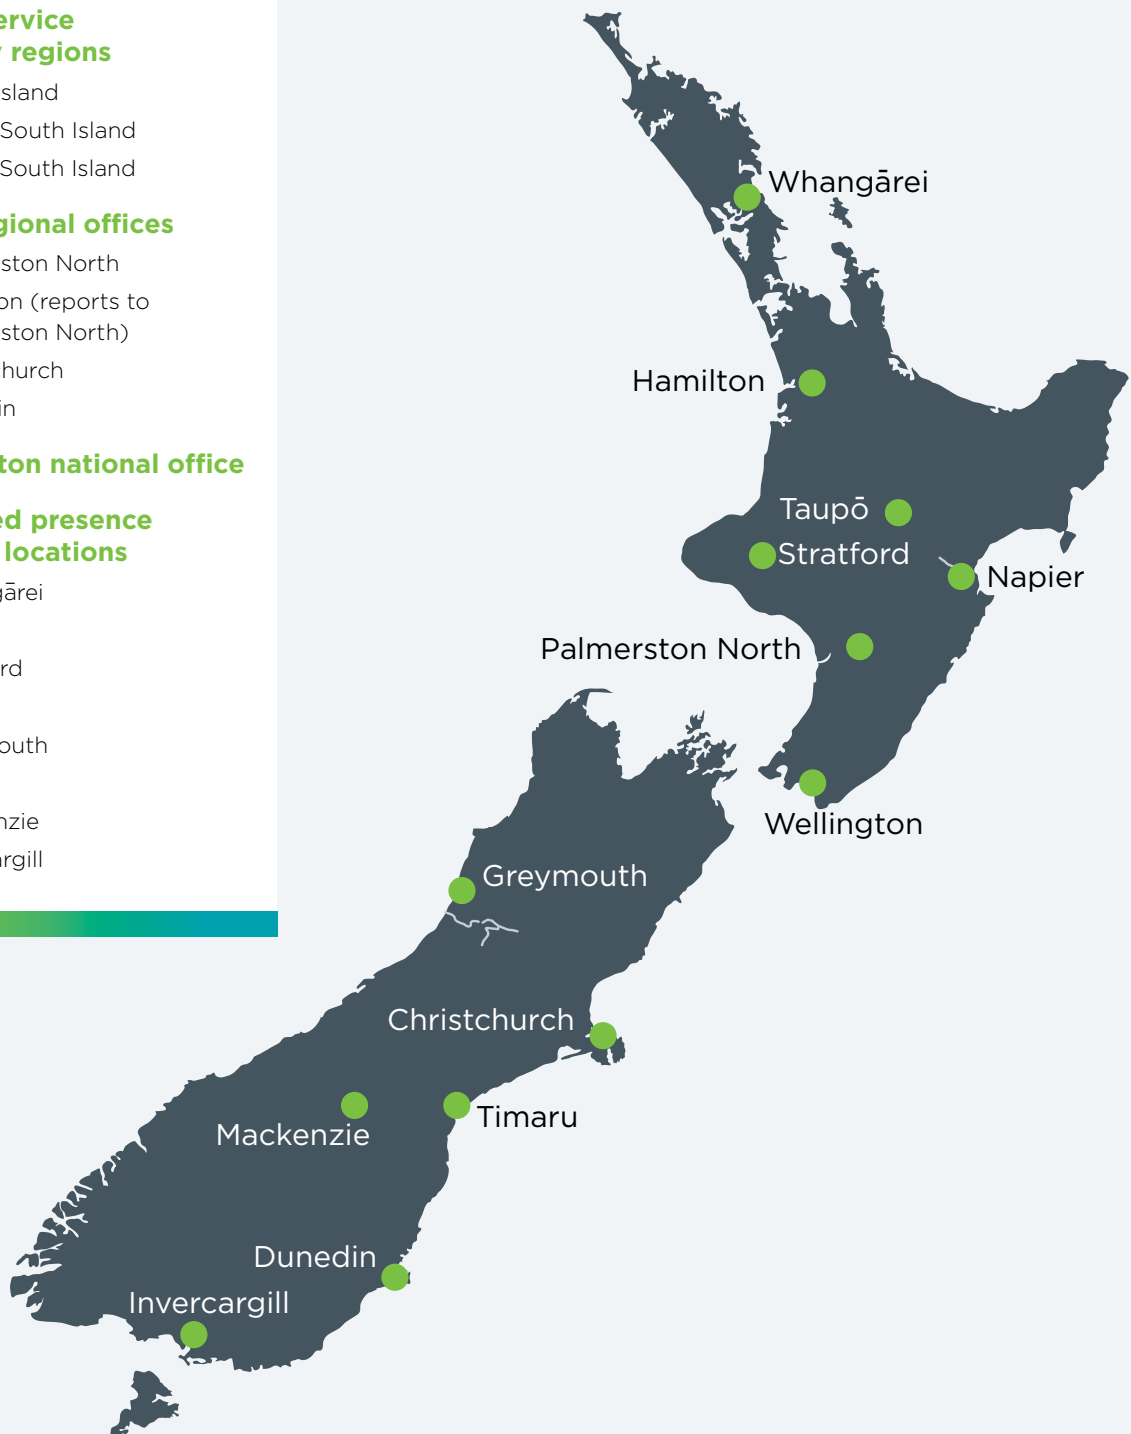 ervice
regions
sland
South Island
South Island
gional offices
ston North
on (reports to
ston North)
hurch
in
ton national office
ed presence
locations
gārei
rd
outh
nzie
argill
Whangārei
Hamilton
Taupō
Stratford
Napier
Palmerston North
Wellington
Greymouth
Christchurch
Mackenzie
Timaru
Dunedin
Invercargill